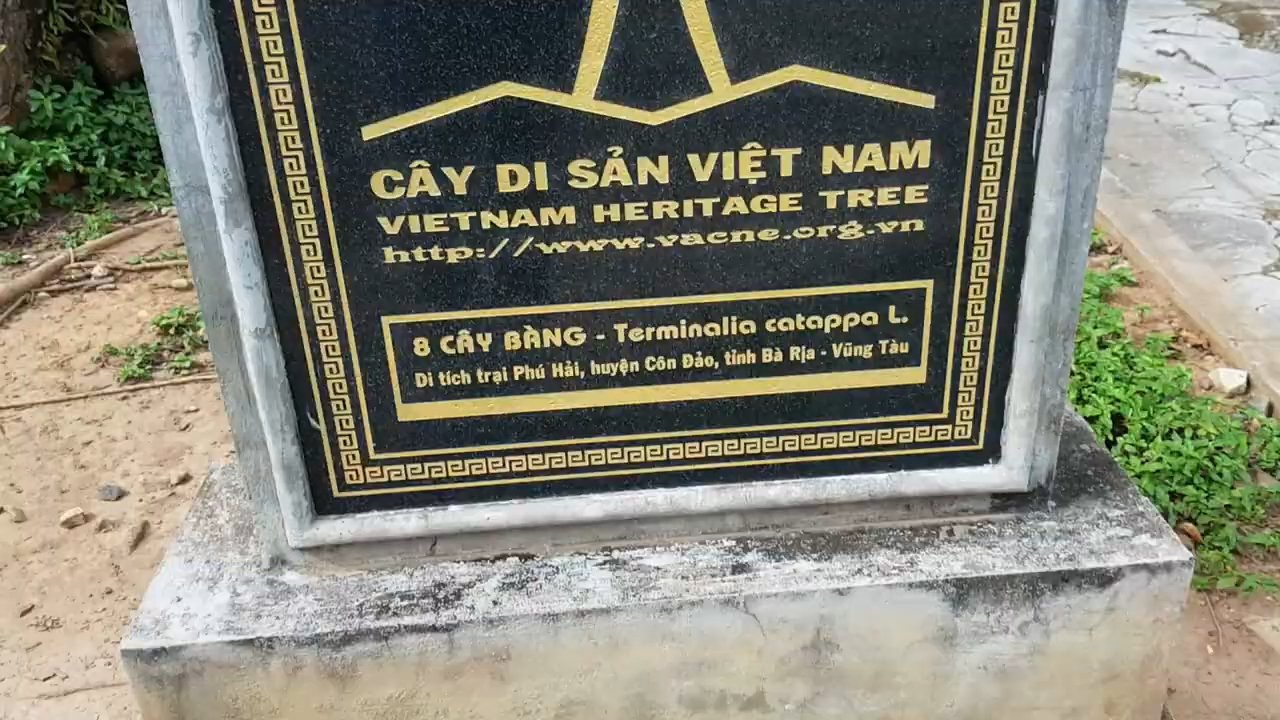 CÂY DI SẢN VIỆT NAM
VIETNAM HERITAGE TREE
http://www.vacne.org.vn
8 CÂY BÀNG - Terminalia catappa L.
Di tích trại Phú Hải, huyện Côn Đảo, tỉnh Bà Rịa - Vũng Tàu